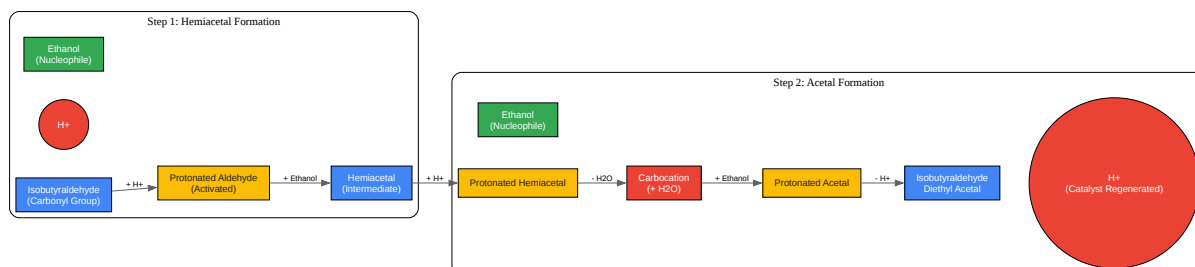 Step 1: Hemiacetal Formation
Ethanol
(Nucleophile)
H+
Isobutyraldehyde
(Carbonyl Group)
+ H+
Protonated Aldehyde
(Activated)
+ Ethanol
Hemiacetal
(Intermediate)
+ H+
Step 2: Acetal Formation
Ethanol
(Nucleophile)
Protonated Hemiacetal
- H2O
Carbocation
(+ H2O)
+ Ethanol
Protonated Acetal
- H+
Isobutyraldehyde
Diethyl Acetal
H+
(Catalyst Regenerated)